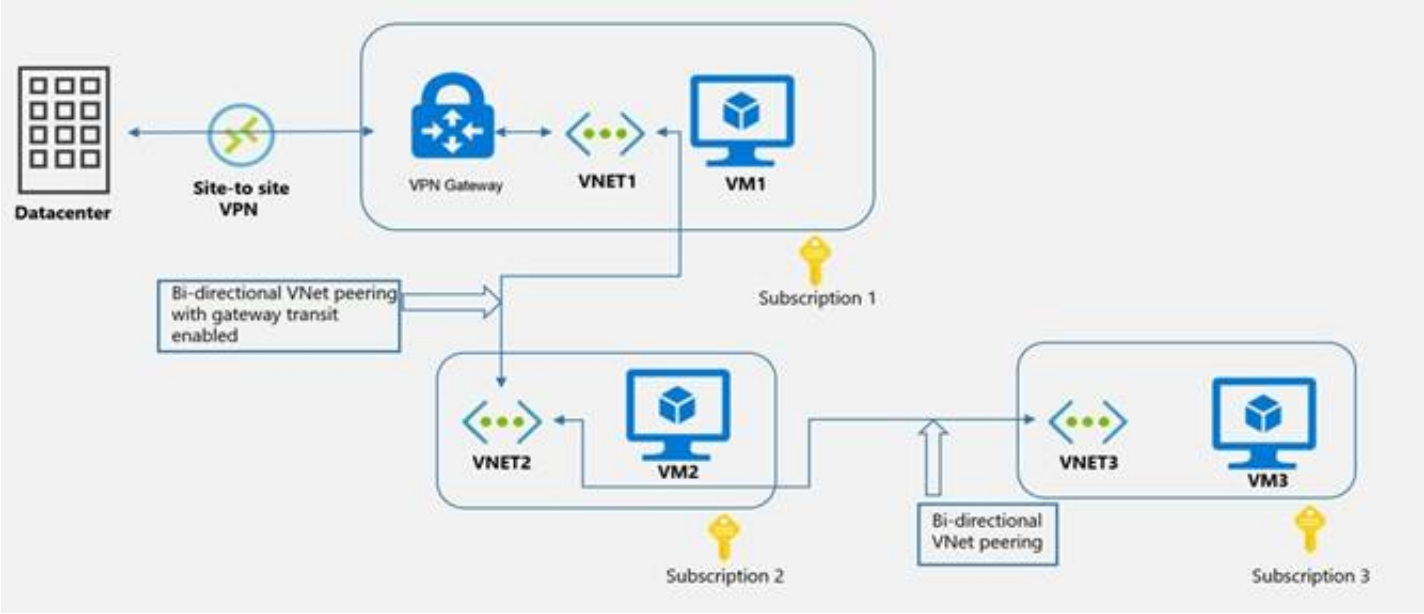 Datacenter
Site-to site
VPN
VPN Gateway
VNET1
VM1
Subscription 1
Bi-directional VNet peering
with gateway transit
enabled
VNET2
VM2
Subscription 2
Bi-directional
VNet peering
VNET3
VM3
Subscription 3